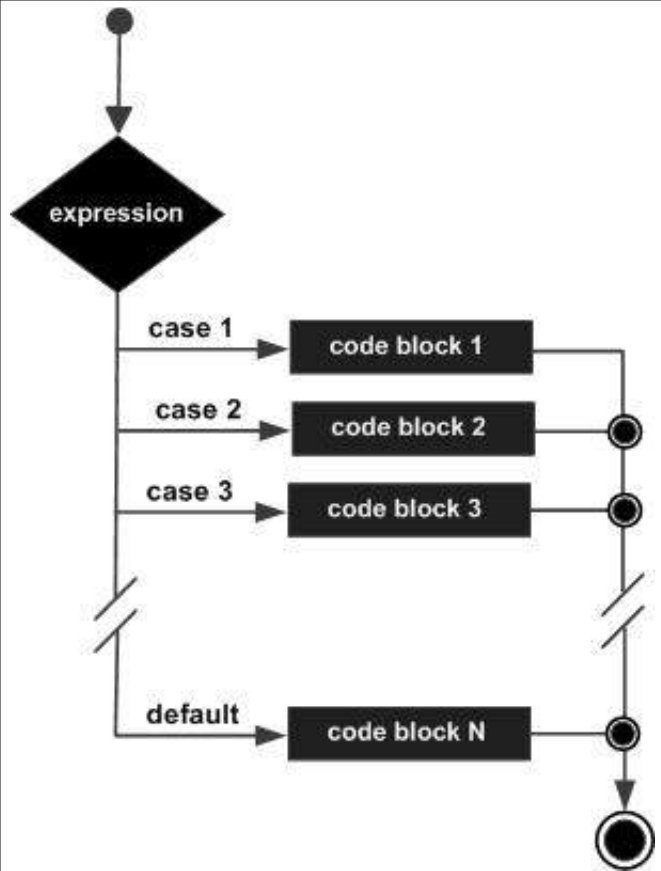 expression
case 1
code block 1
case 2
code block 2
case 3
code block 3
default
code block N